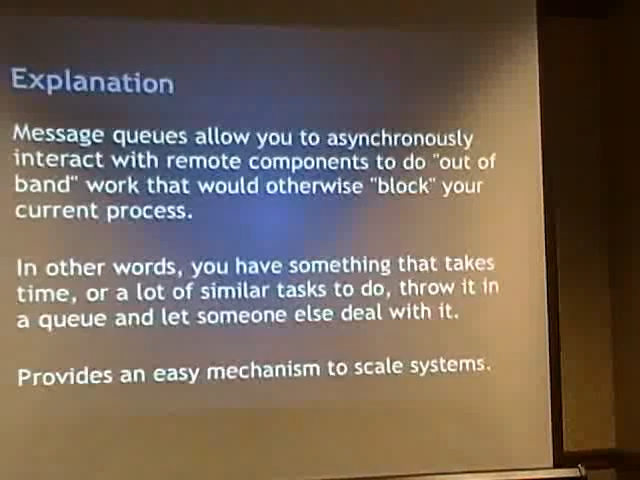 Explanation
Message queues allow you to asynchronously
interact with remote components to do "out of
band" work that would otherwise "block" your
current process.
In other words, you have something that takes
time, or a lot of similar tasks to do, throw it in
a queue and let someone else deal with it.
Provides an easy mechanism to scale systems.